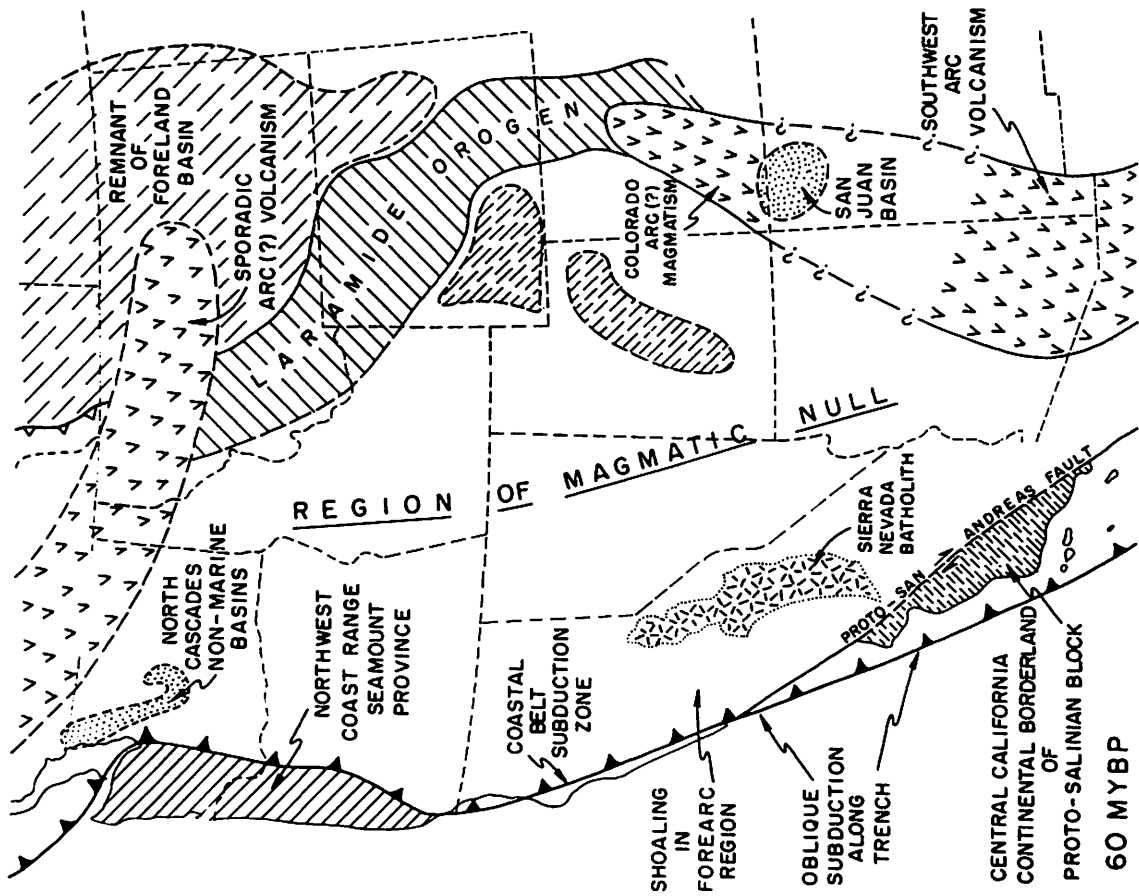 REMNANT
OF
FORELAND
BASIN
SPORADIC
ARC(?) VOLCANISM
LARAMIDE OROGEN
NORTH
CASCADES
NON-MARINE
BASINS
NORTHWEST
COAST RANGE
SEAMOUNT
PROVINCE
REGION OF MAGMATIC NULL
COLORADO
ARC(?)
MAGMATISM
SAN
JUAN
BASIN
SOUTHWEST
ARC
VOLCANISM
?
?
?
?
?
?
?
COASTAL
BELT
SUBDUCTION
ZONE
SIERRA
NEVADA
BATHOLITH
PROTO-SAN ANDREAS FAULT
SHOALING
IN
FOREARC
REGION
OBLIQUE
SUBDUCTION
ALONG
TRENCH
CENTRAL CALIFORNIA
CONTINENTAL BORDERLAND
OF
PROTO-SALINIAN BLOCK
60 MYBP